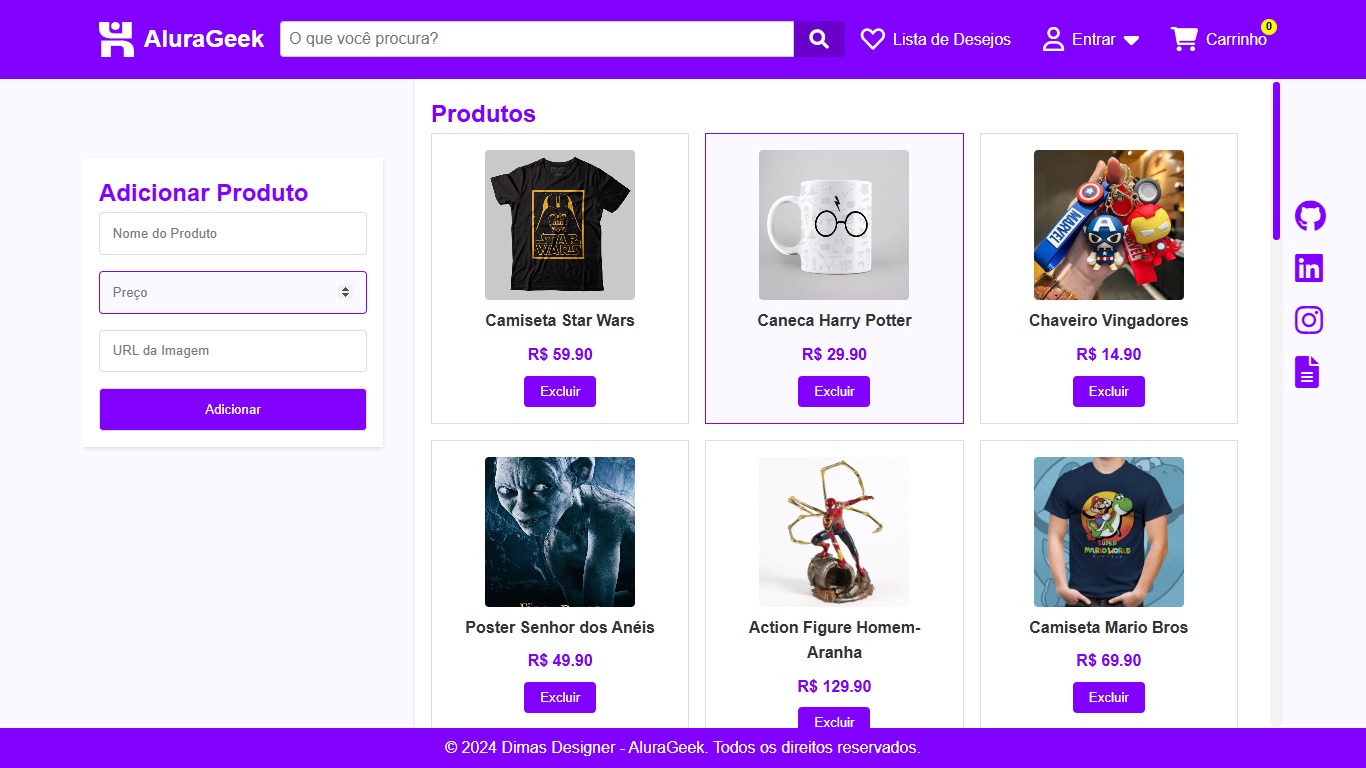 AluraGeek
O que você procura?
Lista de Desejos
Entrar
Carrinho
0
Adicionar Produto
Nome do Produto
Preço
URL da Imagem
Adicionar
Produtos
STAR
WARS
Camiseta Star Wars
R$ 59.90
Excluir
Caneca Harry Potter
R$ 29.90
Excluir
MARVEL
A
Chaveiro Vingadores
R$ 14.90
Excluir
Poster Senhor dos Anéis
R$ 49.90
Excluir
Action Figure Homem-
Aranha
R$ 129.90
Excluir
SUPER
MARIO WORLD
Camiseta Mario Bros
R$ 69.90
Excluir
in
© 2024 Dimas Designer - AluraGeek. Todos os direitos reservados.